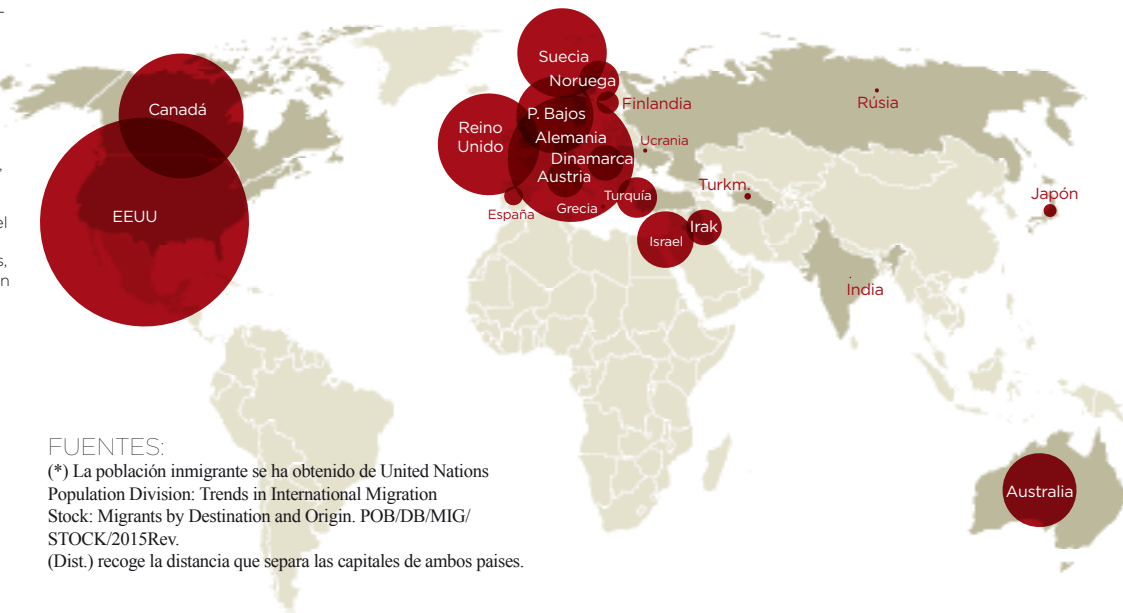 Suecia
Noruega
Canadá
Finlandia
Rúsia
P. Bajos
Reino
Unido
Alemania
Ucrania
Dinamarca
Austria
Turquía
Turkm.
Japón
España
Grecia
EEUU
el
Irak
Israel
s,
n
India
FUENTES:
(*) La población inmigrante se ha obtenido de United Nations
Population Division: Trends in International Migration
Stock: Migrants by Destination and Origin. POB/DB/MIG/
STOCK/2015Rev.
(Dist.) recoge la distancia que separa las capitales de ambos paises.
Australia